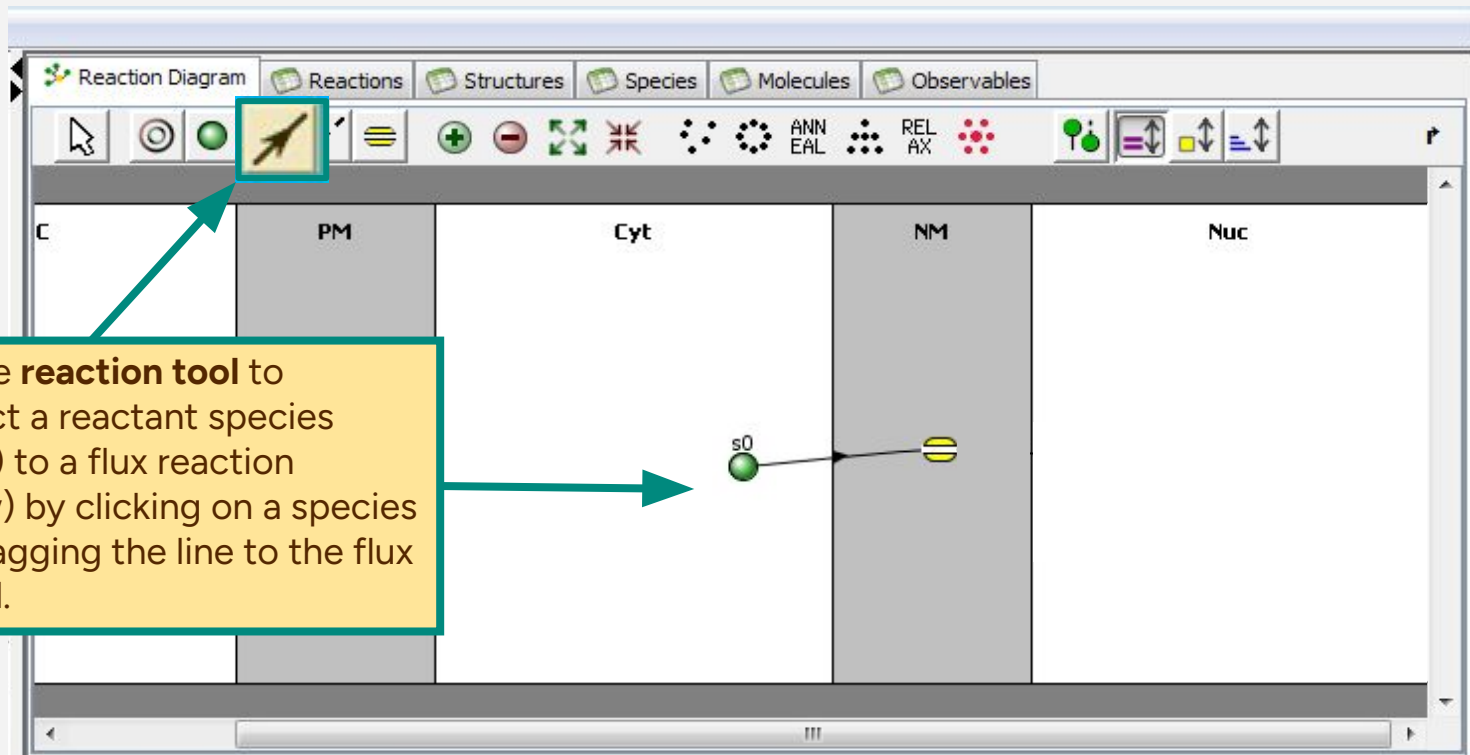 Reaction Diagram Reactions Structures Species Molecules Observables
ANN EAL REL AX
C PM Cyt NM Nuc
e reaction tool to
ct a reactant species
) to a flux reaction
) by clicking on a species
agging the line to the flux
.
s0